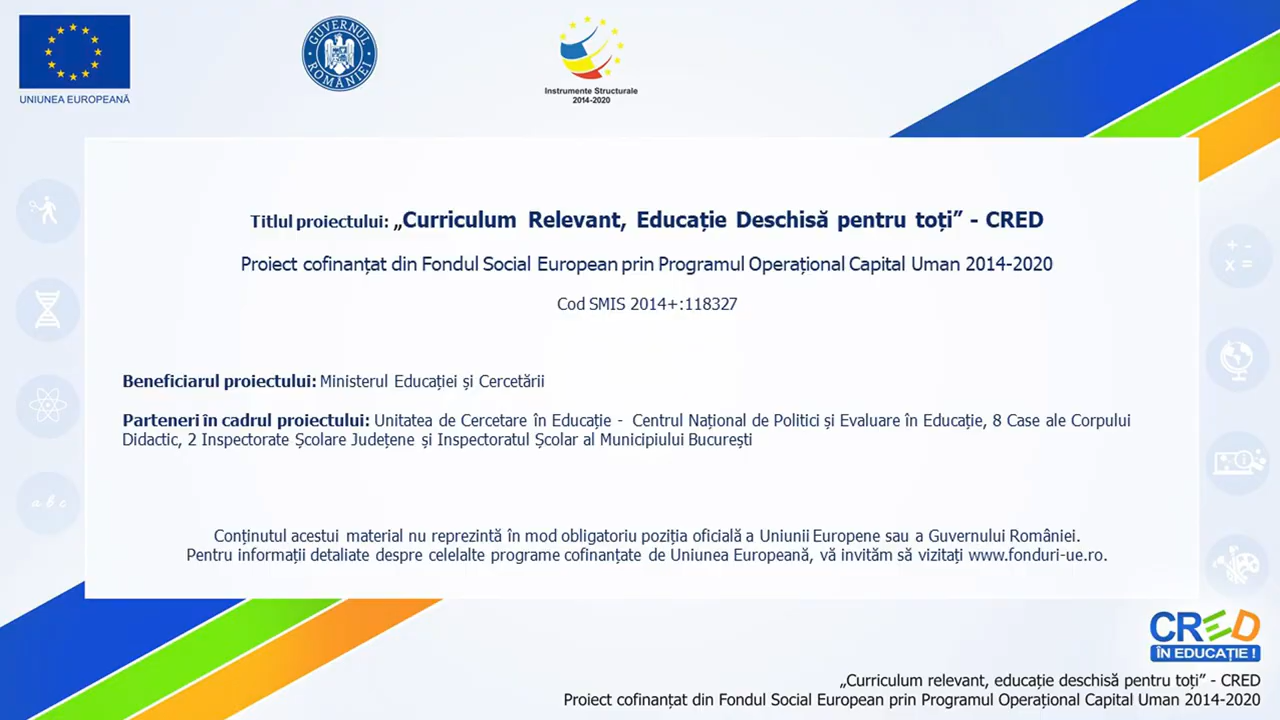 UNIUNEA EUROPEANĂ
GUVERNUL ROMÂNIEI
Instrumente Structurale
2014-2020
Titlul proiectului: „Curriculum Relevant, Educație Deschisă pentru toți” - CRED
Proiect cofinanțat din Fondul Social European prin Programul Operațional Capital Uman 2014-2020
Cod SMIS 2014+:118327
Beneficiarul proiectului: Ministerul Educației și Cercetării
Parteneri în cadrul proiectului: Unitatea de Cercetare în Educație - Centrul Național de Politici și Evaluare în Educație, 8 Case ale Corpului
Didactic, 2 Inspectorate Școlare Județene și Inspectoratul Școlar al Municipiului București
a b c
Conținutul acestui material nu reprezintă în mod obligatoriu poziția oficială a Uniunii Europene sau a Guvernului României.
Pentru informații detaliate despre celelalte programe cofinanțate de Uniunea Europeană, vă invităm să vizitați www.fonduri-ue.ro.
CRED
ÎN EDUCAȚIE !
„Curriculum relevant, educație deschisă pentru toți” - CRED
Proiect cofinanțat din Fondul Social European prin Programul Operațional Capital Uman 2014-2020